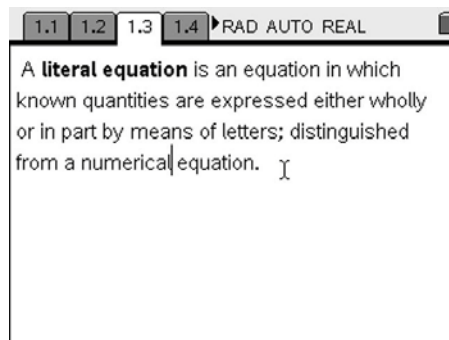 1.1 1.2 1.3 1.4 RAD AUTO REAL
A literal equation is an equation in which
known quantities are expressed either wholly
or in part by means of letters; distinguished
from a numerical equation.